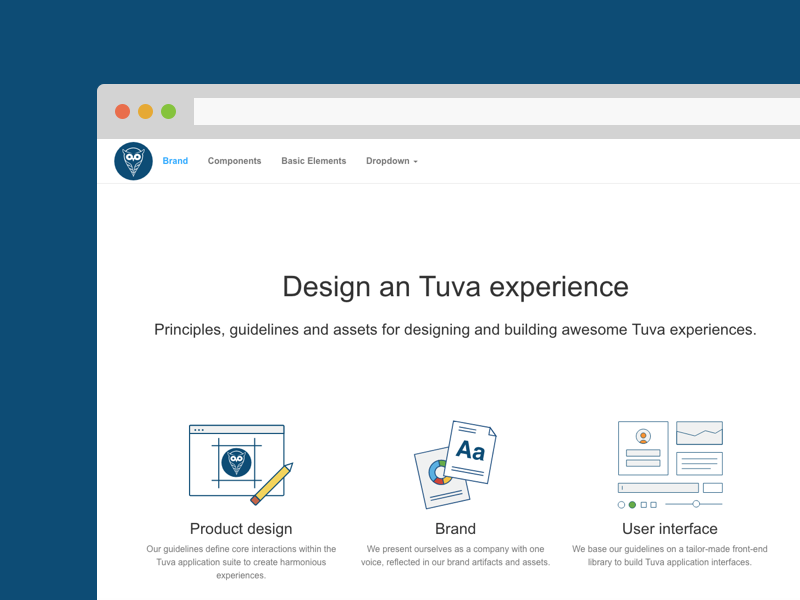 Brand Components Basic Elements Dropdown
Design an Tuva experience
Principles, guidelines and assets for designing and building awesome Tuva experiences.
Aa
Product design
Our guidelines define core interactions within the
Tuva application suite to create harmonious
experiences.
Brand
We present ourselves as a company with one
voice, reflected in our brand artifacts and assets.
User interface
We base our guidelines on a tailor-made front-end
library to build Tuva application interfaces.